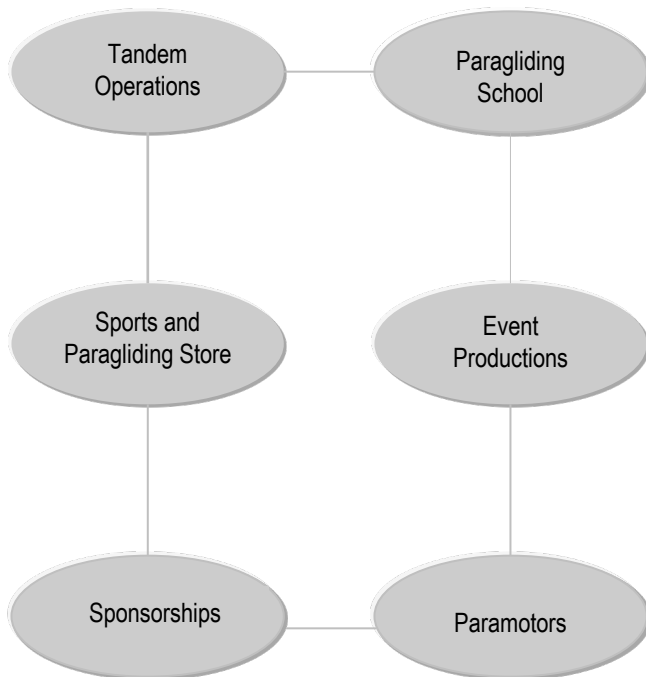 Tandem
Operations
Paragliding
School
Sports and
Paragliding Store
Event
Productions
Sponsorships
Paramotors